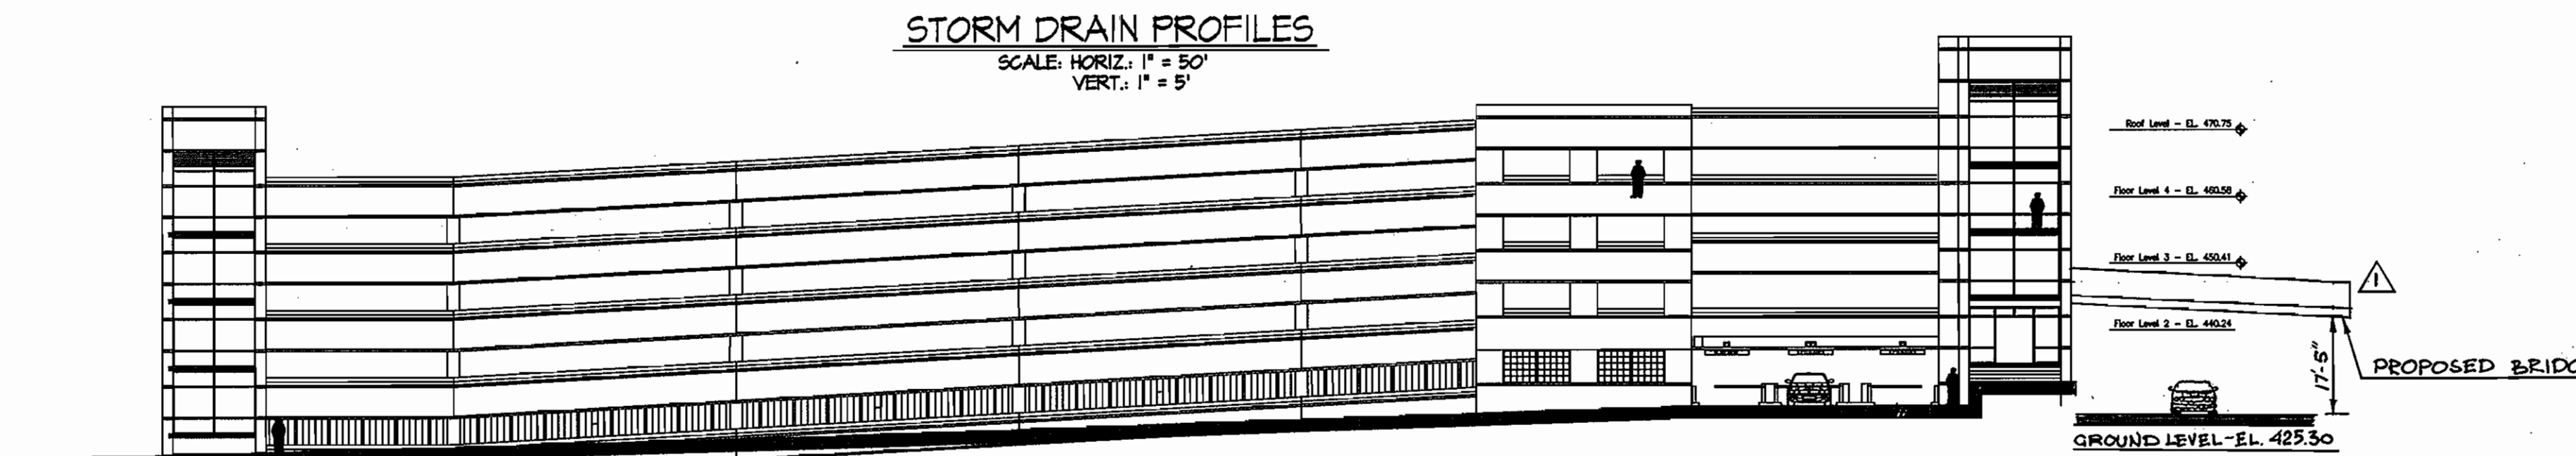 STORM DRAIN PROFILES
SCALE: HORIZ.: 1" = 50'
VERT.: 1" = 5'
Roof Level - EL. 470.75
Floor Level 4 - EL. 460.58
Floor Level 3 - EL. 450.41
1
Floor Level 2 - EL. 440.24
17'-5"
PROPOSED BRIDG
GROUND LEVEL-EL. 425.30